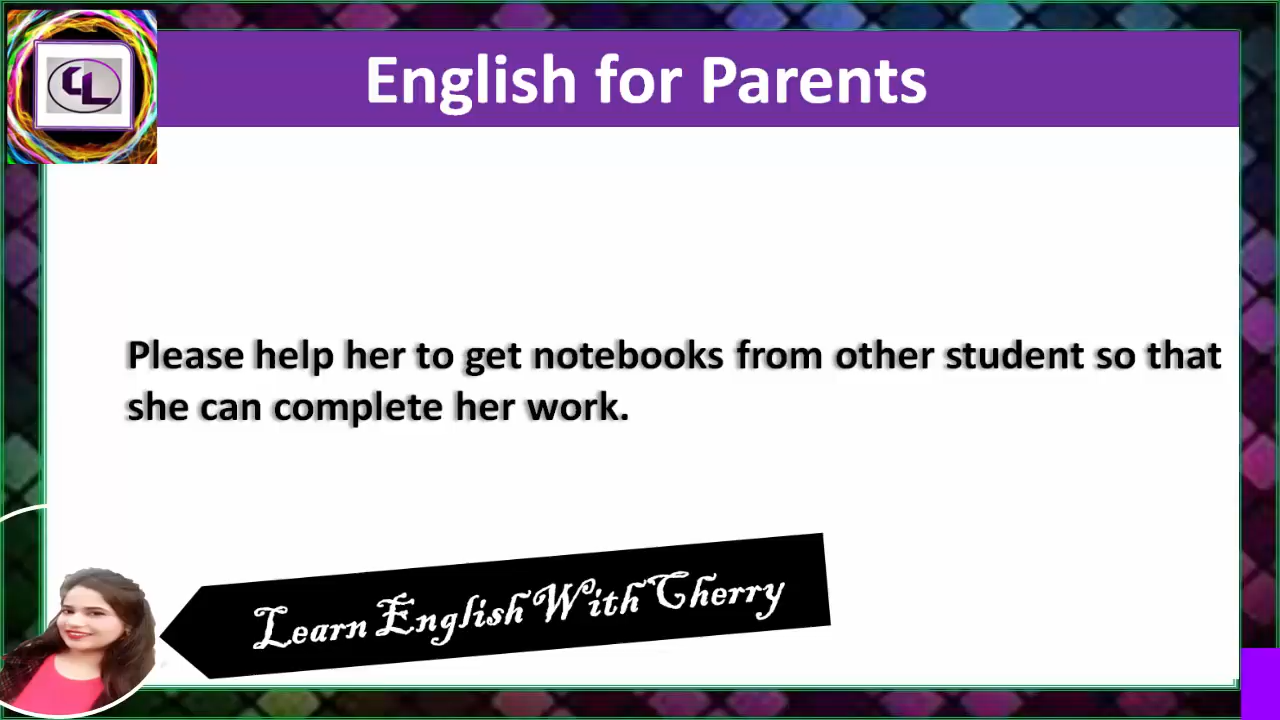 English for Parents
GL
Please help her to get notebooks from other student so that
she can complete her work.
Learn English With Cherry